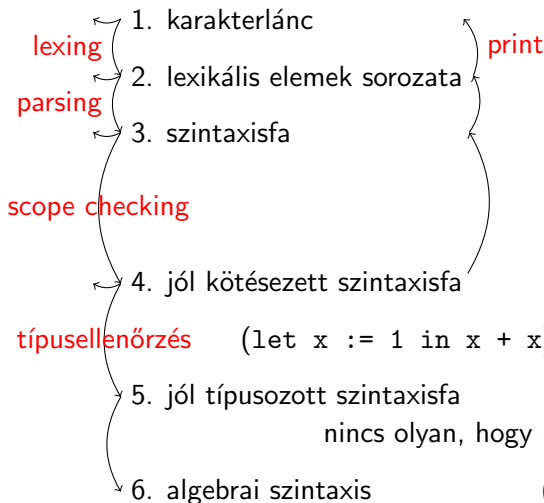 1. karakterlánc
lexing
print
2. lexikális elemek sorozata
parsing
3. szintaxisfa
scope checking
4. jól kötésezett szintaxisfa
típusellenőrzés (let x := 1 in x + x)
5. jól típusozott szintaxisfa
nincs olyan, hogy
6. algebrai szintaxis (